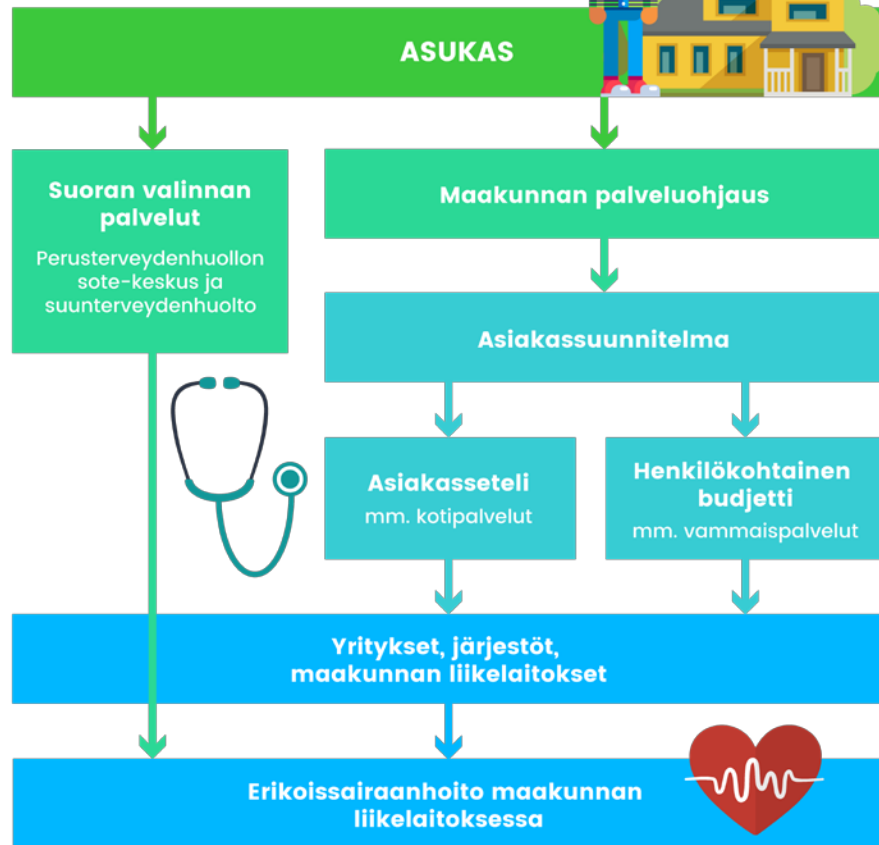 ASUKAS
Suoran valinnan
palvelut
Perusterveydenhuollon
sote-keskus ja
suunterveydenhuolto
Maakunnan palveluohjaus
Asiakassuunnitelma
Asiakasseteli
mm. kotipalvelut
Henkilökohtainen
budjetti
mm. vammaispalvelut
Yritykset, järjestöt,
maakunnan liikelaitokset
Erikoissairaanhoito maakunnan
liikelaitoksessa